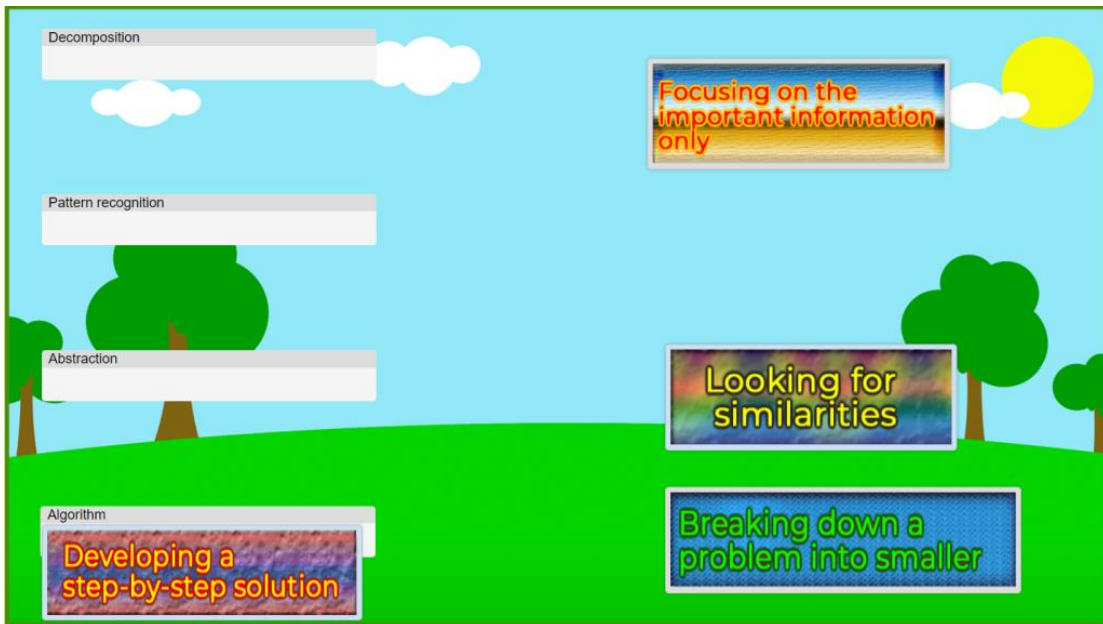 Decomposition
Focusing on the
important information
only
Pattern recognition
Abstraction
Looking for
similarities
Algorithm
Developing a
step-by-step solution
Breaking down a
problem into smaller